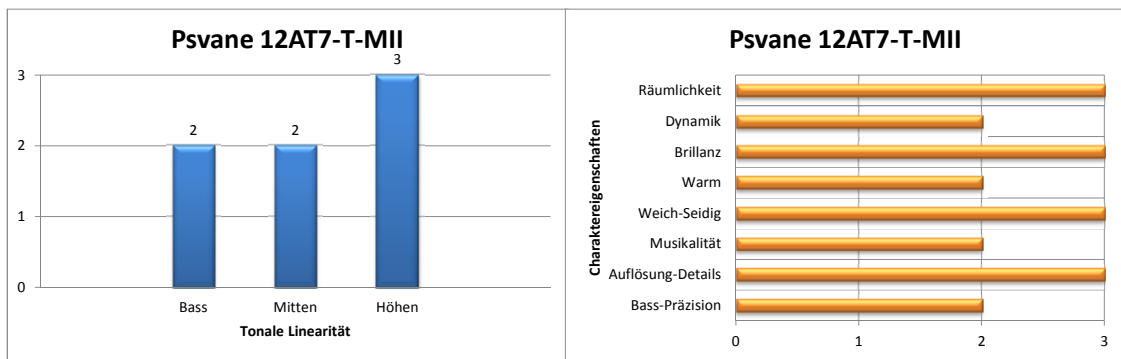 Psvane 12AT7-T-MII
3
3
2
2
2
1
0
Bass Mitten Höhen
Tonale Linearität
Psvane 12AT7-T-MII
Charaktereigenschaften
Räumlichkeit
Dynamik
Brillanz
Warm
Weich-Seidig
Musikalität
Auflösung-Details
Bass-Präzision
0 1 2 3